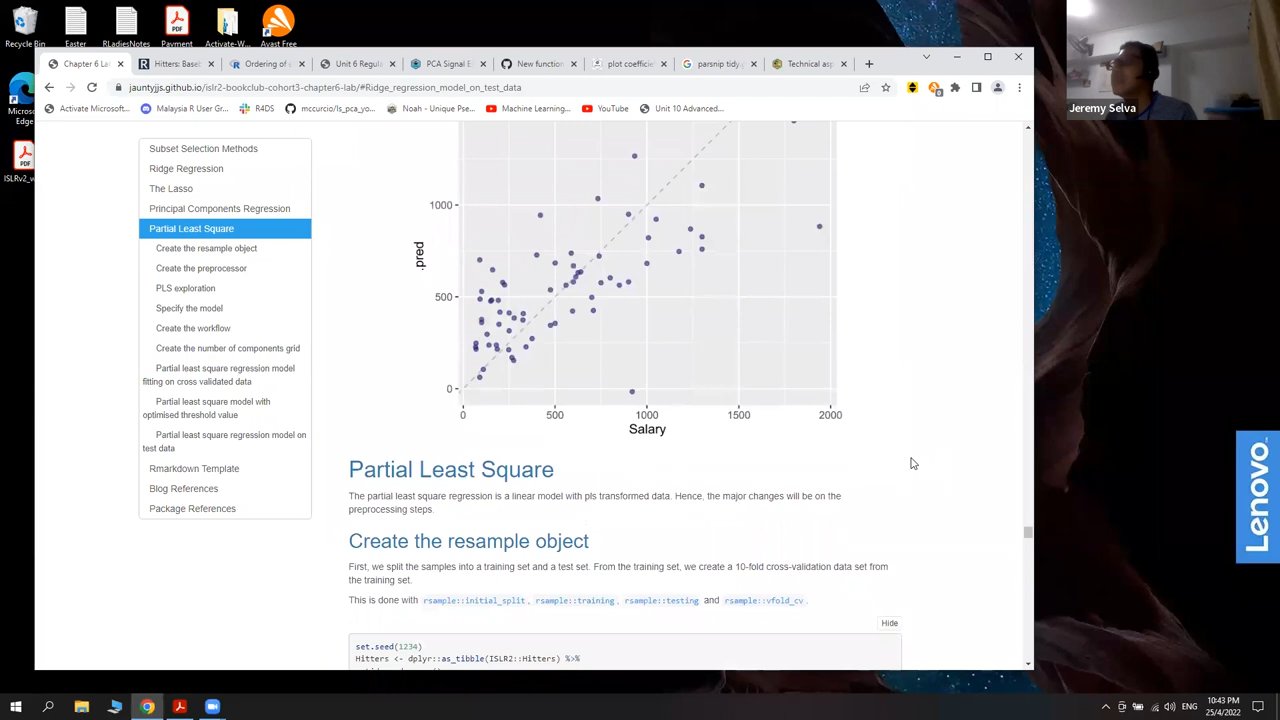 Recycle Bin
Easter
RLadiesNotes
Payment
Activate-W...
Avast Free
Chapter 6 La
Hitters: Baseb
Ordering of i
Unit 6 Regula
PCA Signal E
New function
plot coefficie
parsnip tidy.
Technical asp
jauntyjjs.github.io/islr-bookclub-cohort3-chapter6-lab/#Ridge_regression_model_on_test_data
Activate Microsoft...
Malaysia R User Gr...
R4DS
mccurcio/ls_pca_yo...
Noah - Unique Pse...
Machine Learning...
YouTube
Unit 10 Advanced...
Jeremy Selva
Microsoft
Edge
ISLRv2_w
Subset Selection Methods
Ridge Regression
The Lasso
Principal Components Regression
Partial Least Square
Create the resample object
Create the preprocessor
PLS exploration
Specify the model
Create the workflow
Create the number of components grid
Partial least square regression model
fitting on cross validated data
Partial least square model with
optimised threshold value
Partial least square regression model on
test data
Rmarkdown Template
Blog References
Package References
1000
500
0
.pred
0 500 1000 1500 2000
Salary
Partial Least Square
The partial least square regression is a linear model with pls transformed data. Hence, the major changes will be on the
preprocessing steps.
Create the resample object
First, we split the samples into a training set and a test set. From the training set, we create a 10-fold cross-validation data set from
the training set.
This is done with rsample::initial_split, rsample::training, rsample::testing and rsample::vfold_cv.
Hide
set.seed(1234)
Hitters <- dplyr::as_tibble(ISLR2::Hitters) %>%
Lenovo
ENG
10:43 PM
25/4/2022